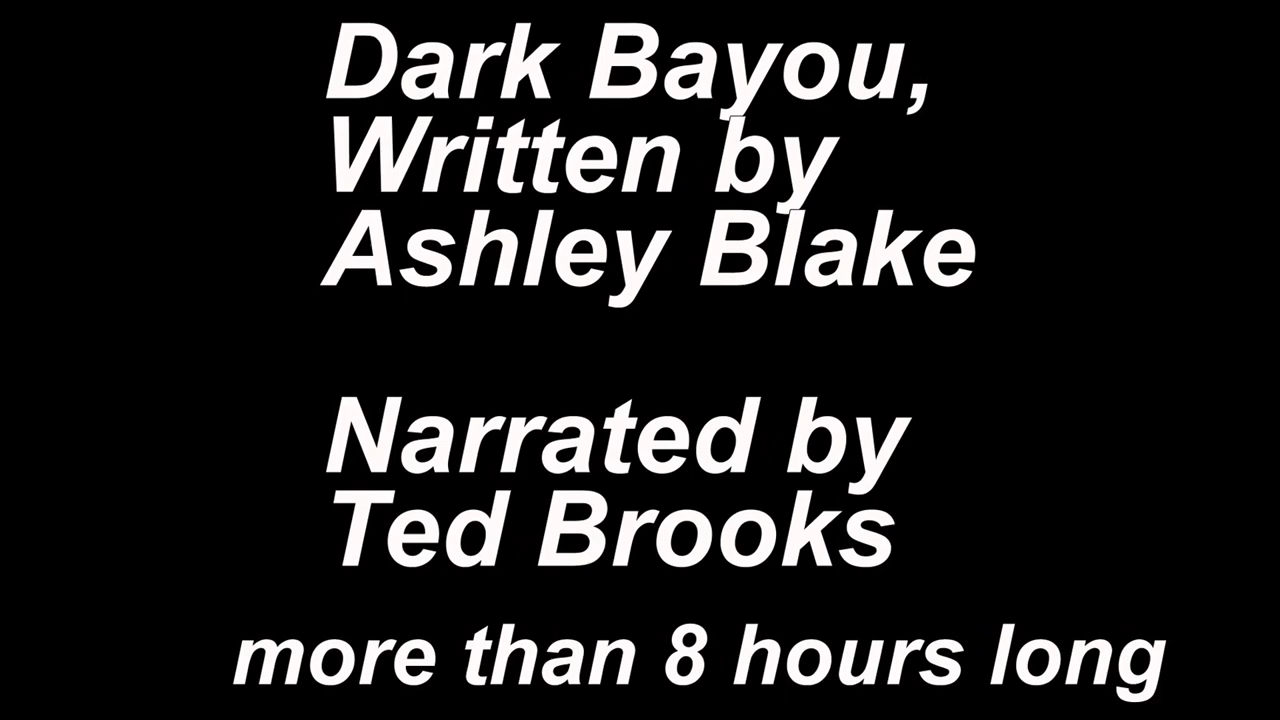 Dark Bayou,
Written by
Ashley Blake
Narrated by
Ted Brooks
more than 8 hours long